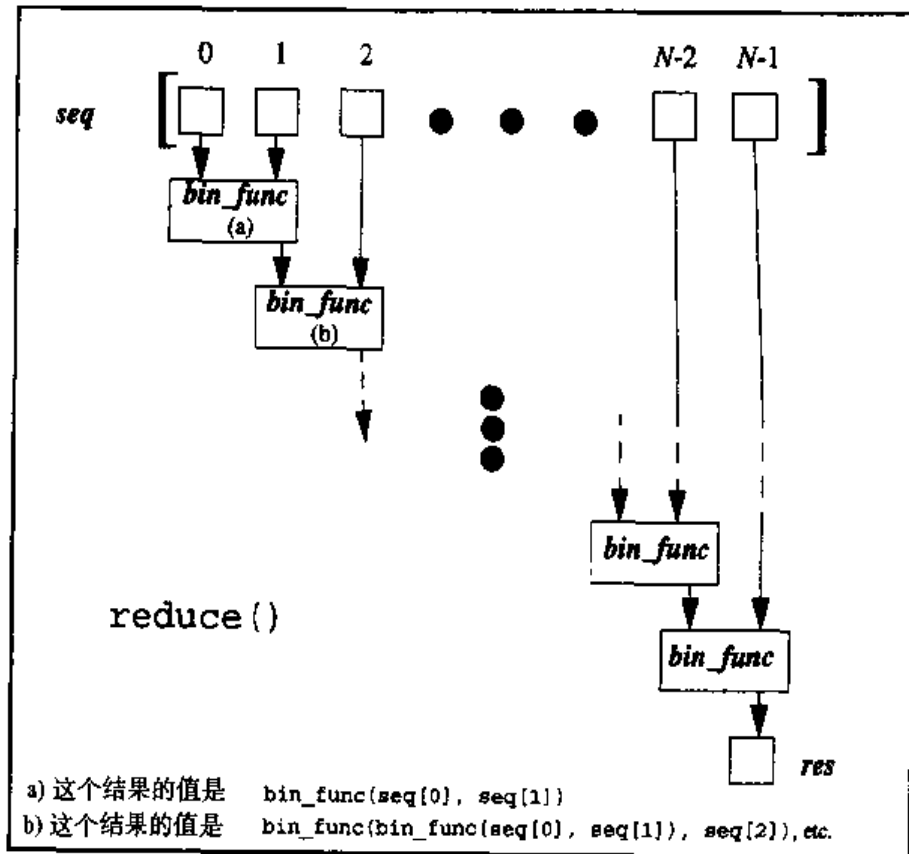 0 1 2 N-2 N-1
seq [ ]
bin_func
(a)
bin_func
(b)
bin_func
reduce()
bin_func
res
a) 这个结果的值是 bin_func(seq[0], seq[1])
b) 这个结果的值是 bin_func(bin_func(seq[0], seq[1]), seq[2]), etc.